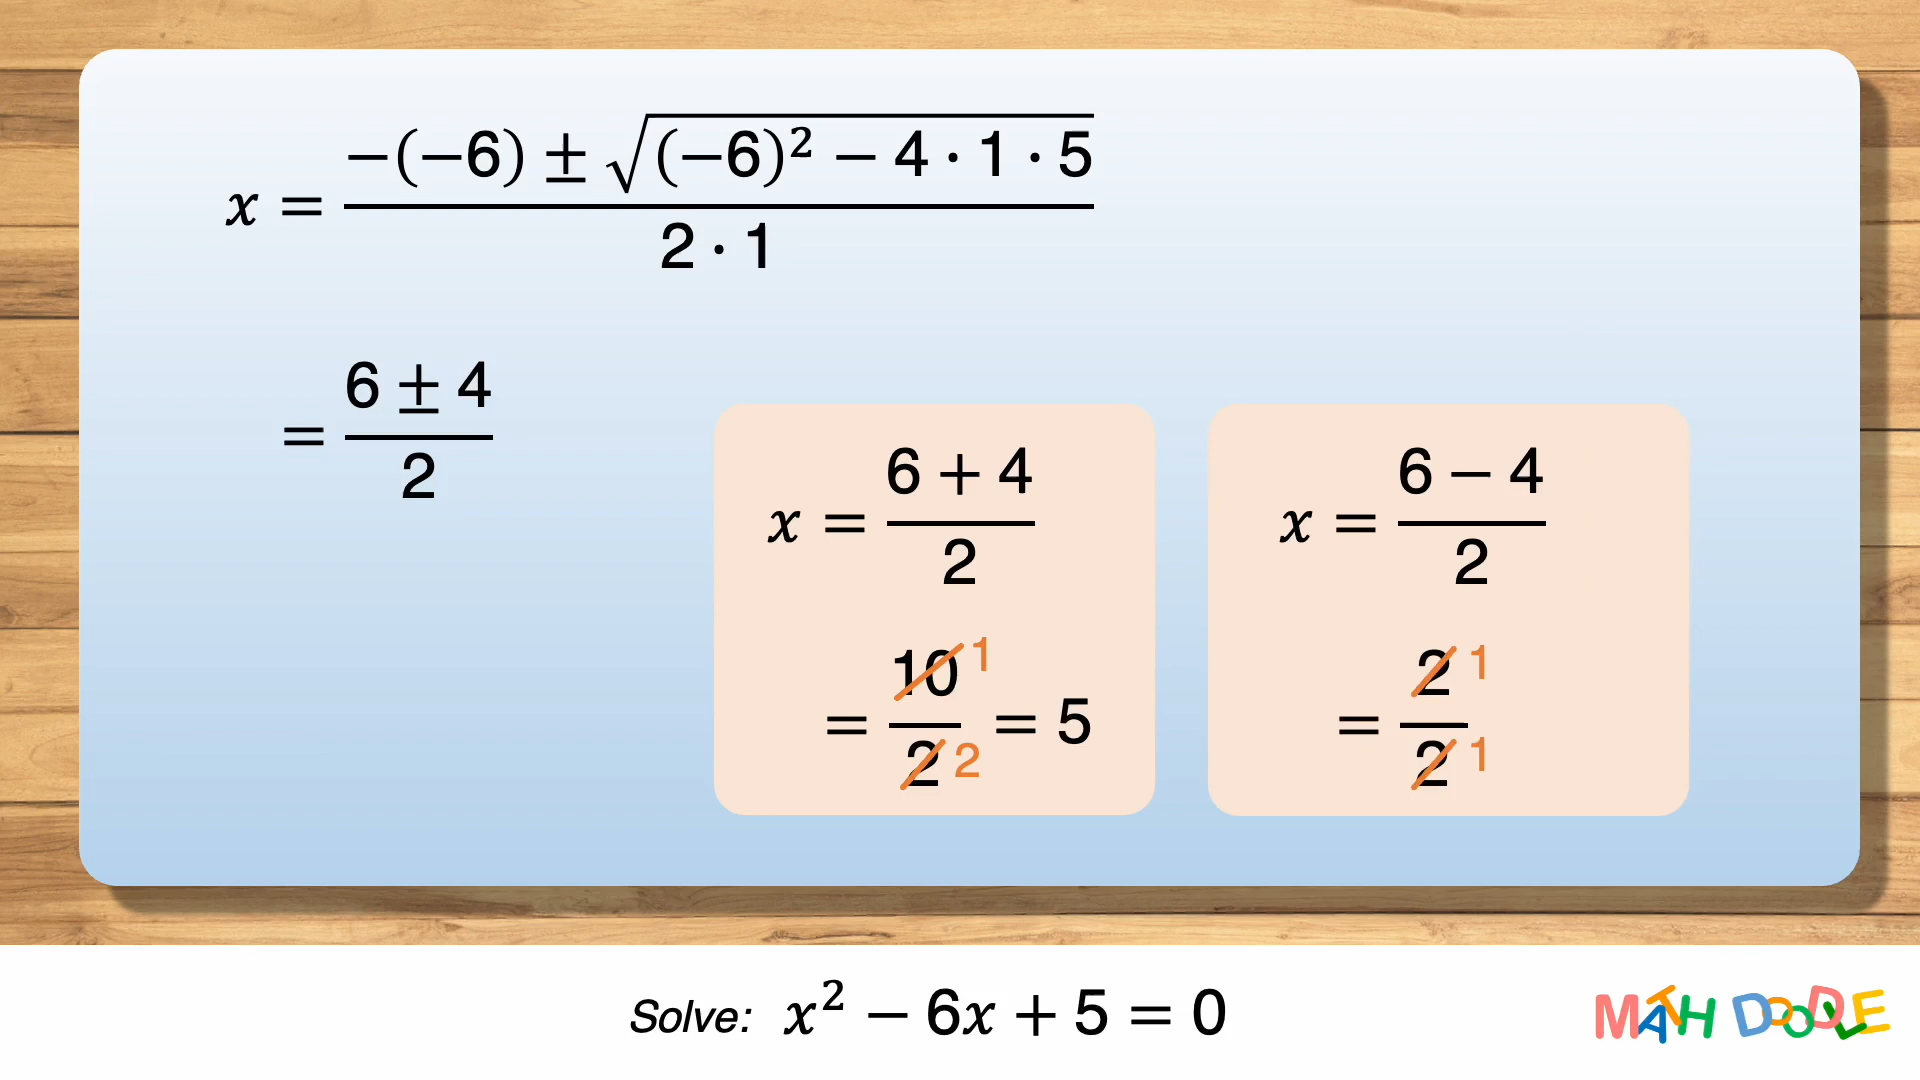 x = (−(−6) ± √((−6)² − 4 · 1 · 5)) / (2 · 1)
= (6 ± 4) / 2
x = (6 + 4) / 2
= 10 1 / 2 2 = 5
x = (6 − 4) / 2
= 2 1 / 2 1
Solve: x² − 6x + 5 = 0
MATH DOODLE